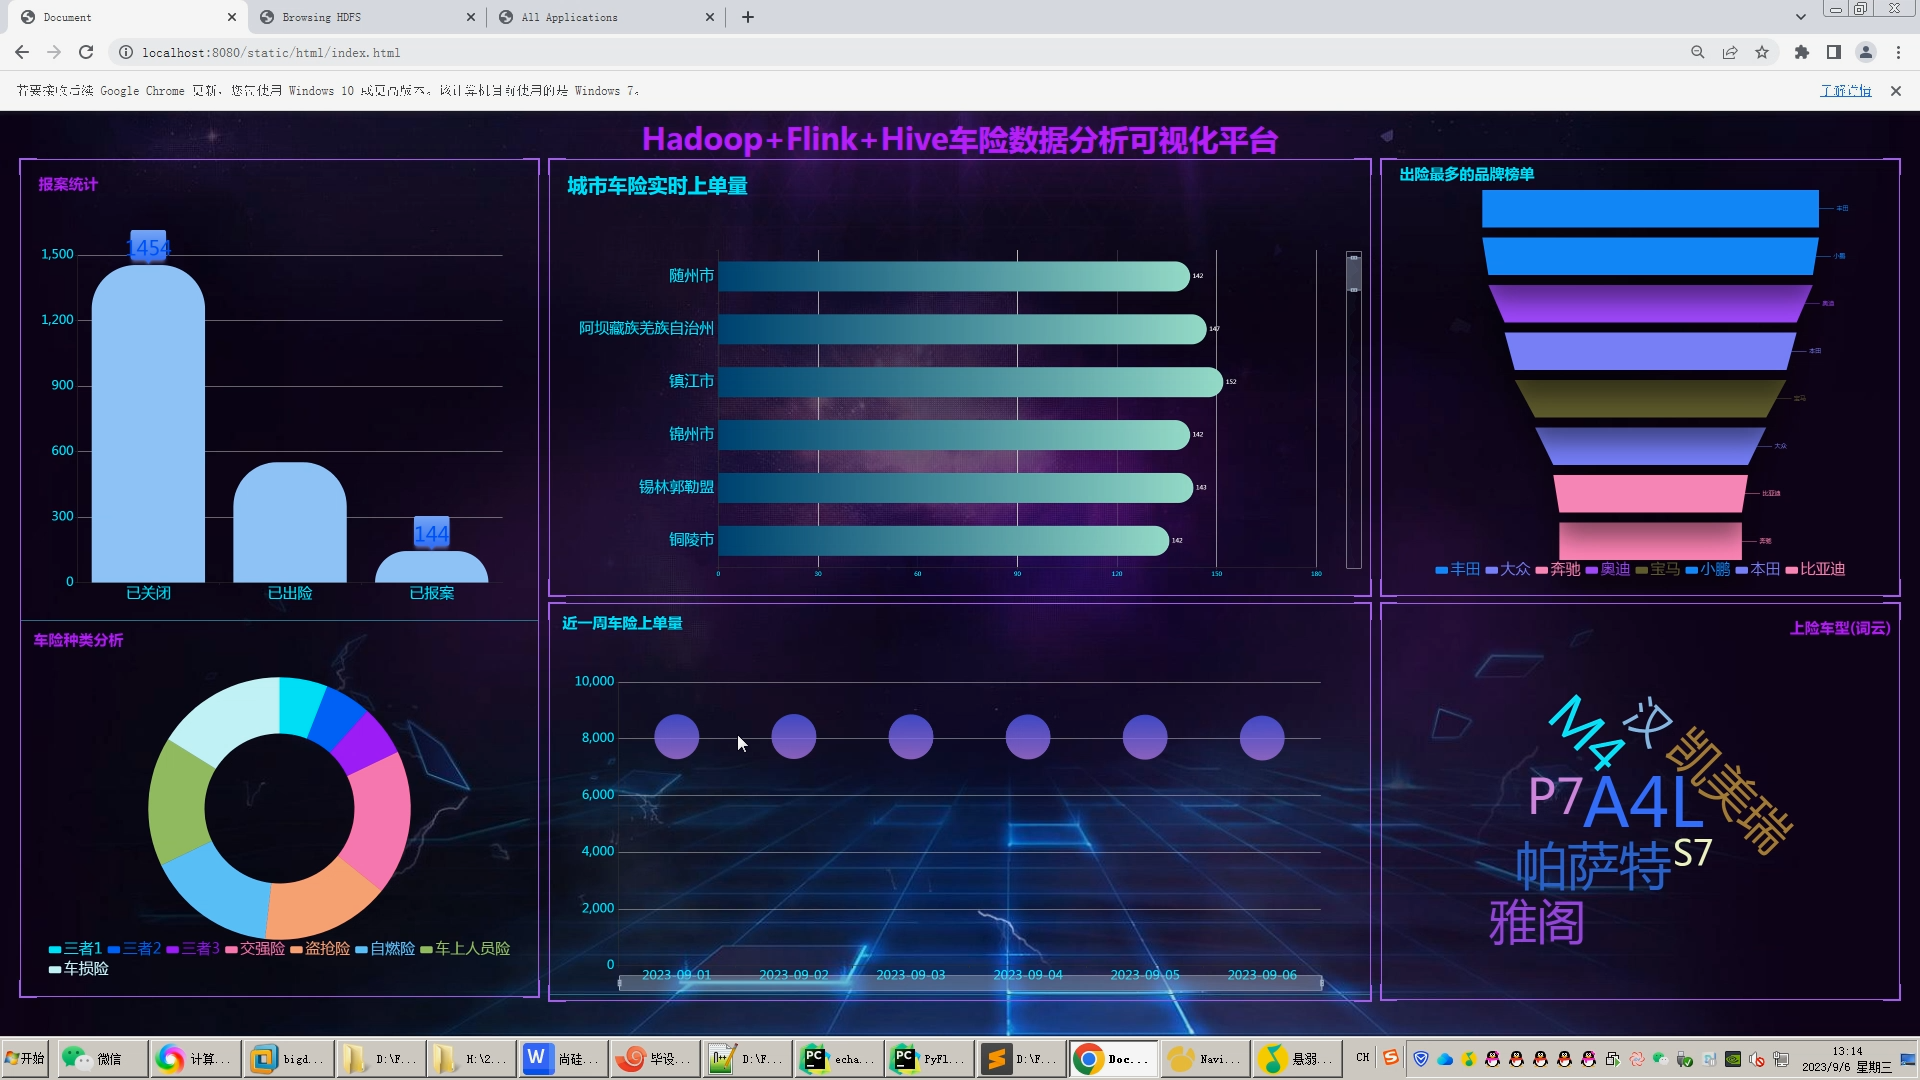 Document
Browsing HDFS
All Applications
localhost:8080/static/html/index.html
若要接收后续 Google Chrome 更新，您需使用 Windows 10 或更高版本。该计算机目前使用的是 Windows 7。
了解详情
Hadoop+Flink+Hive车险数据分析可视化平台
报案统计
1,500
1,200
900
600
300
0
1454
144
已关闭
已出险
已报案
车险种类分析
三者1
三者2
三者3
交强险
盗抢险
自燃险
车上人员险
车损险
城市车险实时上单量
随州市
142
阿坝藏族羌族自治州
147
镇江市
152
锦州市
142
锡林郭勒盟
143
铜陵市
142
0
30
60
90
120
150
180
近一周车险上单量
10,000
8,000
6,000
4,000
2,000
0
2023-09-01
2023-09-02
2023-09-03
2023-09-04
2023-09-05
2023-09-06
出险最多的品牌榜单
丰田
小鹏
奥迪
本田
宝马
大众
比亚迪
奔驰
丰田
大众
奔驰
奥迪
宝马
小鹏
本田
比亚迪
上险车型(词云)
M4
汉
凯美瑞
P7
A4L
S7
帕萨特
雅阁
开始
微信
计算...
bigd...
D:\F...
H:\2...
尚硅...
毕设...
D:\F...
echa...
PyFl...
D:\F...
Doc...
Navi...
悬溺...
CH
13:14
2023/9/6 星期三